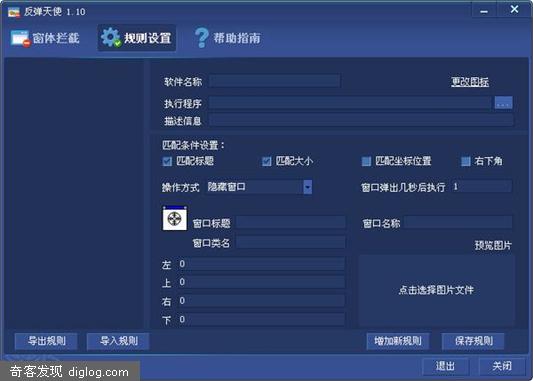 反弹天使 1.10
窗体拦截 规则设置 帮助指南
软件名称 更改图标
执行程序 ...
描述信息
匹配条件设置：
匹配标题 匹配大小 匹配坐标位置 右下角
操作方式 隐藏窗口 窗口弹出几秒后执行 1
窗口标题 窗口名称
窗口类名 预览图片
左 0
上 0
点击选择图片文件
右 0
下 0
导出规则 导入规则 增加新规则 保存规则
退出 关闭
奇客发现 diglog.com